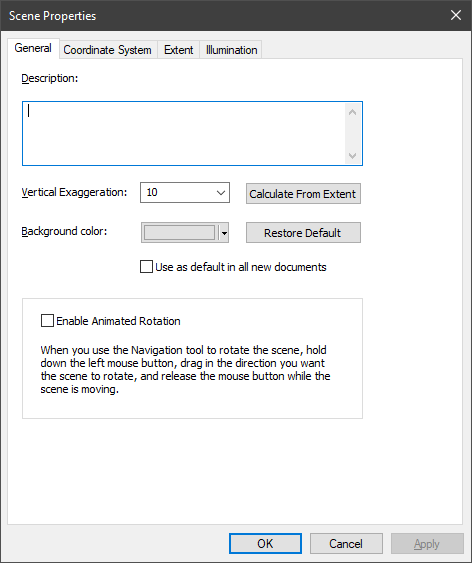 Scene Properties
General Coordinate System Extent Illumination
Description:
Vertical Exaggeration: 10 Calculate From Extent
Background color: Restore Default
Use as default in all new documents
Enable Animated Rotation
When you use the Navigation tool to rotate the scene, hold
down the left mouse button, drag in the direction you want
the scene to rotate, and release the mouse button while the
scene is moving.
OK Cancel Apply